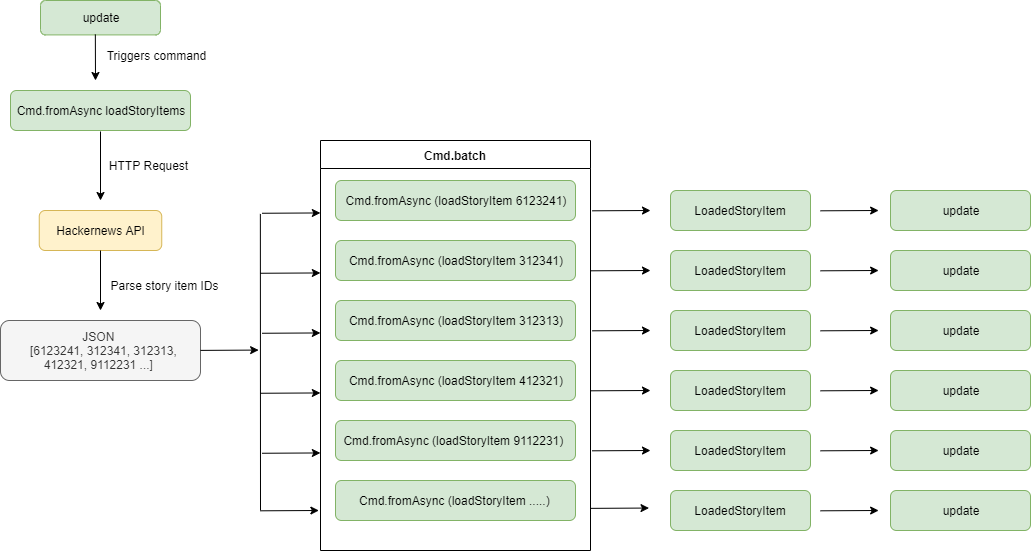 update
Triggers command
Cmd.fromAsync loadStoryItems
HTTP Request
Hackernews API
Parse story item IDs
JSON
[6123241, 312341, 312313,
412321, 9112231 ...]
Cmd.batch
Cmd.fromAsync (loadStoryItem 6123241)
LoadedStoryItem
update
Cmd.fromAsync (loadStoryItem 312341)
LoadedStoryItem
update
Cmd.fromAsync (loadStoryItem 312313)
LoadedStoryItem
update
Cmd.fromAsync (loadStoryItem 412321)
LoadedStoryItem
update
Cmd.fromAsync (loadStoryItem 9112231)
LoadedStoryItem
update
Cmd.fromAsync (loadStoryItem .....)
LoadedStoryItem
update